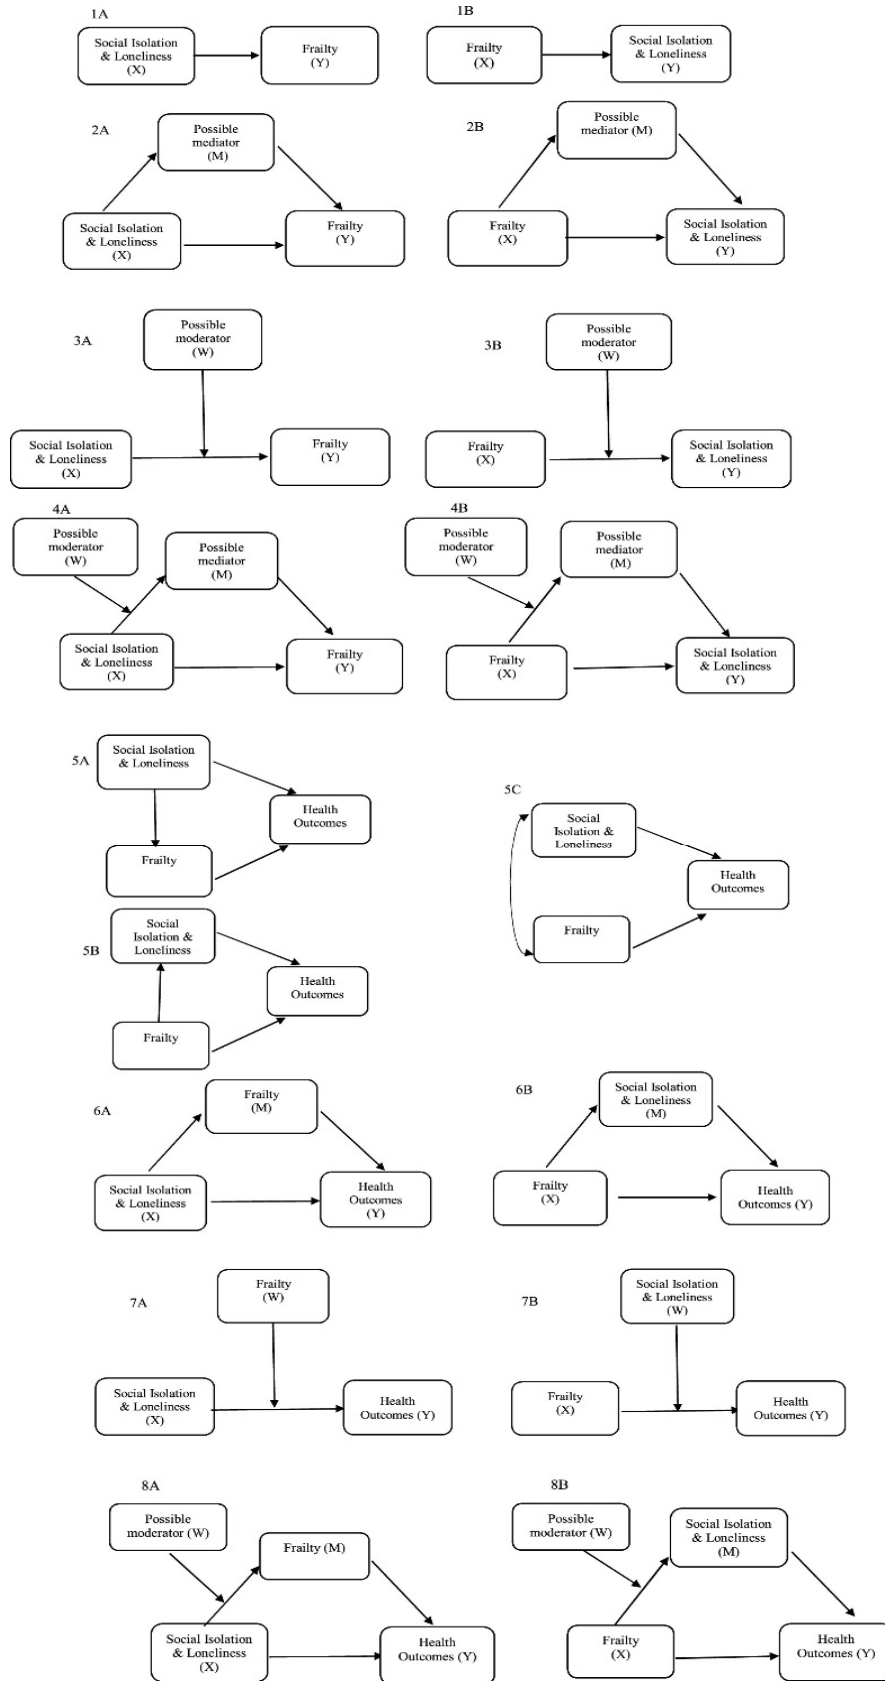 1A
Social Isolation
& Loneliness
(X)
Frailty
(Y)
1B
Frailty
(X)
Social Isolation
& Loneliness
(Y)
2A
Possible
mediator
(M)
Social Isolation
& Loneliness
(X)
Frailty
(Y)
2B
Possible
mediator (M)
Frailty
(X)
Social Isolation
& Loneliness
(Y)
3A
Possible
moderator
(W)
Social Isolation
& Loneliness
(X)
Frailty
(Y)
3B
Possible
moderator
(W)
Frailty
(X)
Social Isolation
& Loneliness
(Y)
4A
Possible
moderator
(W)
Possible
mediator
(M)
Social Isolation
& Loneliness
(X)
Frailty
(Y)
4B
Possible
moderator
(W)
Possible
mediator
(M)
Frailty
(X)
Social Isolation
& Loneliness
(Y)
5A
Social Isolation
& Loneliness
Health
Outcomes
Frailty
5C
Social
Isolation &
Loneliness
Health
Outcomes
Frailty
5B
Social
Isolation &
Loneliness
Health
Outcomes
Frailty
6A
Frailty
(M)
Social Isolation
& Loneliness
(X)
Health
Outcomes
(Y)
6B
Social Isolation
& Loneliness
(M)
Frailty
(X)
Health
Outcomes (Y)
7A
Frailty
(W)
Social Isolation
& Loneliness
(X)
Health
Outcomes (Y)
7B
Social Isolation
& Loneliness
(W)
Frailty
(X)
Health
Outcomes (Y)
8A
Possible
moderator (W)
Frailty (M)
Social Isolation
& Loneliness
(X)
Health
Outcomes (Y)
8B
Possible
moderator (W)
Social Isolation
& Loneliness
(M)
Frailty
(X)
Health
Outcomes (Y)